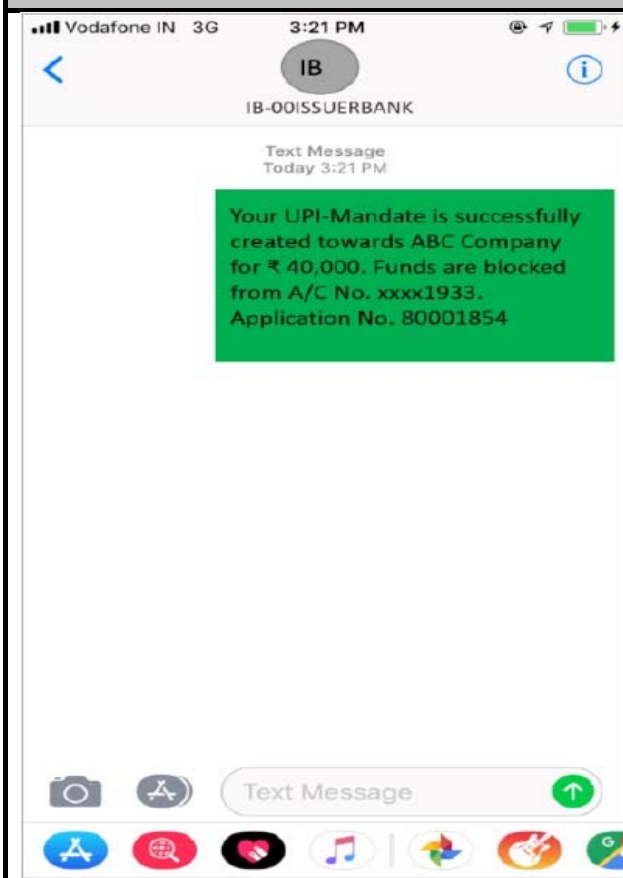 Vodafone IN 3G 3:21 PM
IB
IB-00ISSUERBANK
Text Message
Today 3:21 PM
Your UPI-Mandate is successfully
created towards ABC Company
for ₹ 40,000. Funds are blocked
from A/C No. xxxx1933.
Application No. 80001854
Text Message